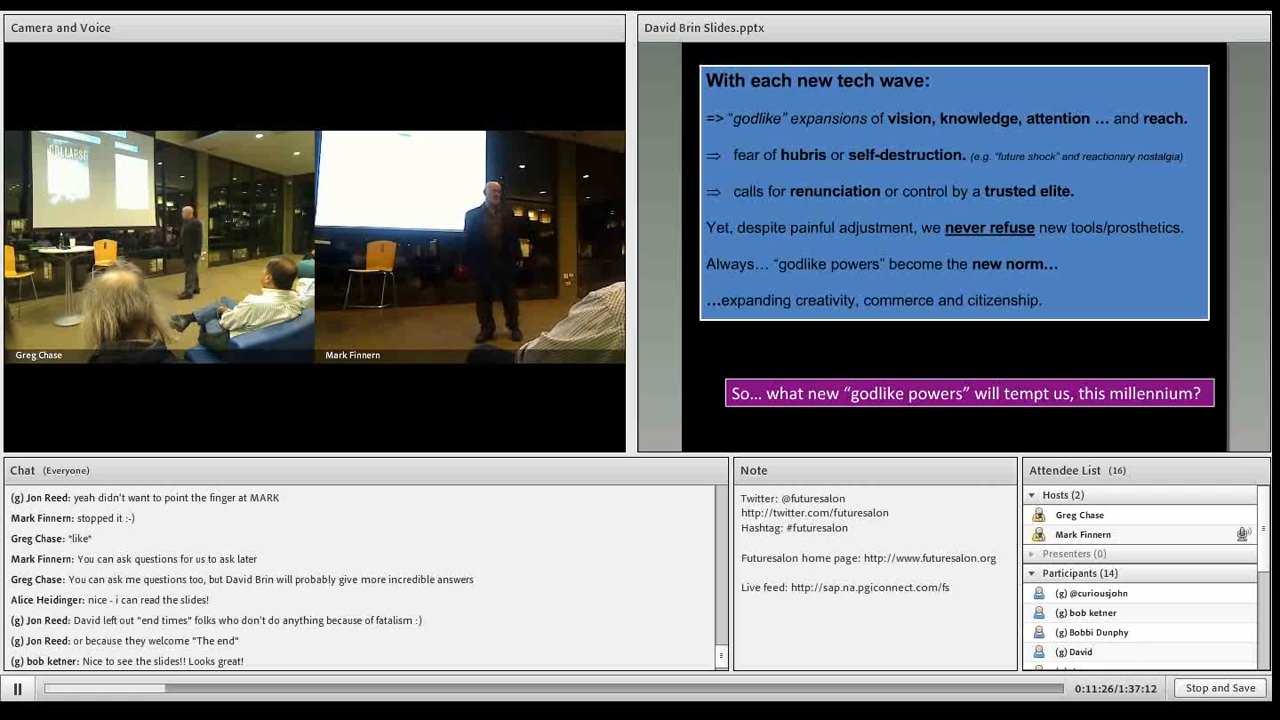 Camera and Voice
COLLAPSE
Greg Chase
Mark Finnern
David Brin Slides.pptx
With each new tech wave:
=> “godlike” expansions of vision, knowledge, attention … and reach.
⇒ fear of hubris or self-destruction. (e.g. “future shock” and reactionary nostalgia)
⇒ calls for renunciation or control by a trusted elite.
Yet, despite painful adjustment, we never refuse new tools/prosthetics.
Always… “godlike powers” become the new norm…
…expanding creativity, commerce and citizenship.
So… what new “godlike powers” will tempt us, this millennium?
Chat (Everyone)
(g) Jon Reed: yeah didn't want to point the finger at MARK
Mark Finnern: stopped it :-)
Greg Chase: *like*
Mark Finnern: You can ask questions for us to ask later
Greg Chase: You can ask me questions too, but David Brin will probably give more incredible answers
Alice Heidinger: nice - i can read the slides!
(g) Jon Reed: David left out "end times" folks who don't do anything because of fatalism :)
(g) Jon Reed: or because they welcome "The end"
(g) bob ketner: Nice to see the slides!! Looks great!
Note
Twitter: @futuresalon
http://twitter.com/futuresalon
Hashtag: #futuresalon
Futuresalon home page: http://www.futuresalon.org
Live feed: http://sap.na.pgiconnect.com/fs
Attendee List (16)
Hosts (2)
Greg Chase
Mark Finnern
Presenters (0)
Participants (14)
(g) @curiousjohn
(g) bob ketner
(g) Bobbi Dunphy
(g) David
0:11:26/1:37:12
Stop and Save